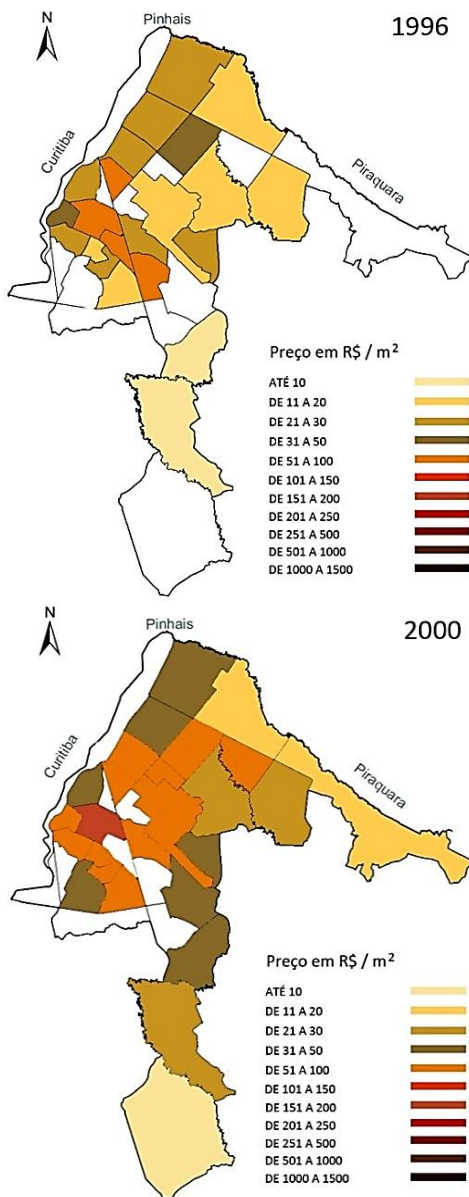 Pinhais
1996
N
Curitiba
Piraquara
Preço em R$ / m²
ATÉ 10
DE 11 A 20
DE 21 A 30
DE 31 A 50
DE 51 A 100
DE 101 A 150
DE 151 A 200
DE 201 A 250
DE 251 A 500
DE 501 A 1000
DE 1000 A 1500
N
Pinhais
2000
Curitiba
Piraquara
Preço em R$ / m²
ATÉ 10
DE 11 A 20
DE 21 A 30
DE 31 A 50
DE 51 A 100
DE 101 A 150
DE 151 A 200
DE 201 A 250
DE 251 A 500
DE 501 A 1000
DE 1000 A 1500